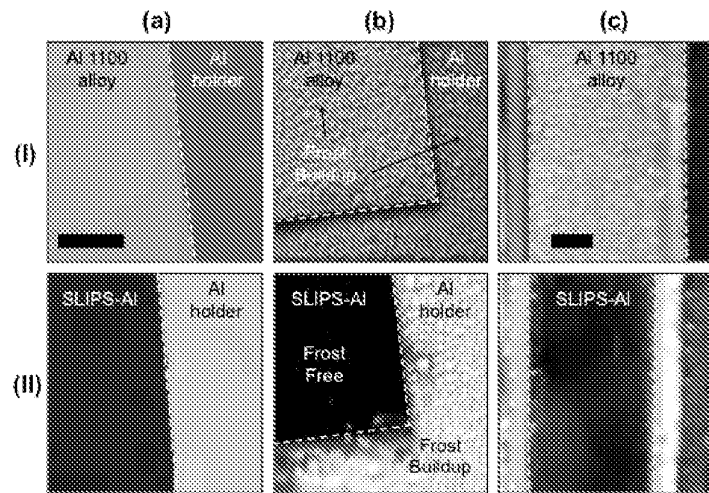 (a)
(b)
(c)
(I)
Al 1100
alloy
Al
holder
Al 1100
alloy
Al
holder
Frost
Buildup
Al 1100
alloy
(II)
SLIPS-Al
Al
holder
SLIPS-Al
Al
holder
Frost
Free
Frost
Buildup
SLIPS-Al